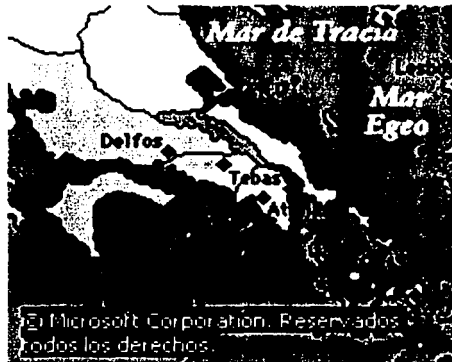 Mar de Tracia
Mar
Egeo
Delfos
Tebas
© Microsoft Corporation. Reservados
todos los derechos.